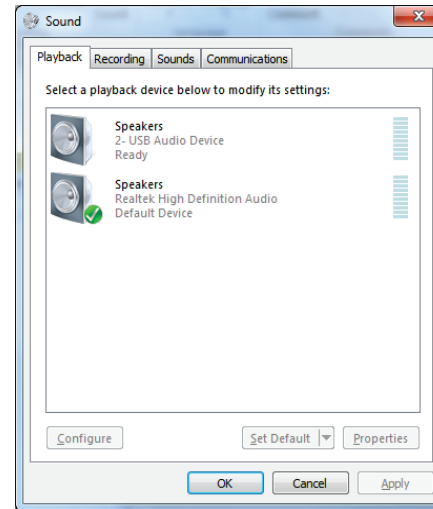 Sound
Playback Recording Sounds Communications
Select a playback device below to modify its settings:
Speakers
2- USB Audio Device
Ready
Speakers
Realtek High Definition Audio
Default Device
Configure Set Default Properties
OK Cancel Apply